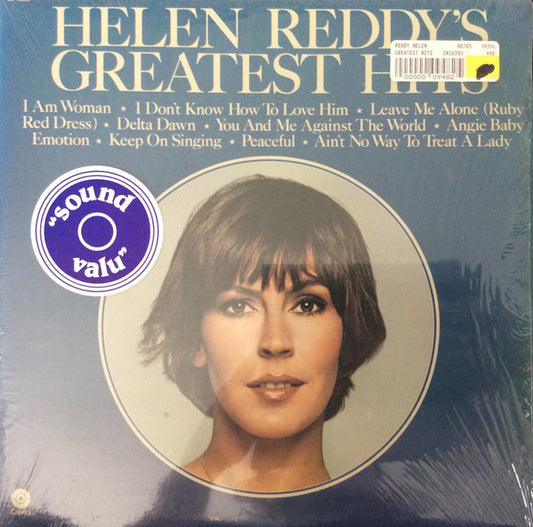 HELEN REDDY'S
GREATEST HITS
REDDY HELEN
GREATEST HITS
I Am Woman ★ I Don't Know How To Love Him ★ Leave Me Alone (Ruby
Red Dress) ★ Delta Dawn ★ You And Me Against The World ★ Angie Baby
Emotion ★ Keep On Singing ★ Peaceful ★ Ain't No Way To Treat A Lady
"sound
valu"
Capitol